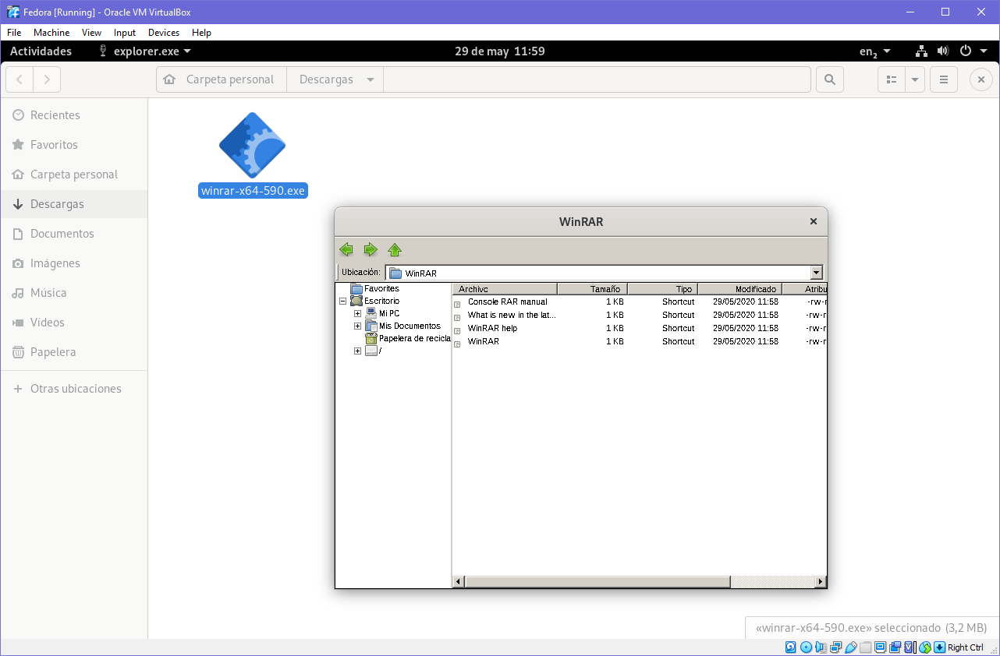 Fedora [Running] - Oracle VM VirtualBox
File Machine View Input Devices Help
Actividades explorer.exe 29 de may 11:59 en2
Carpeta personal Descargas
Recientes
Favoritos
Carpeta personal
Descargas
Documentos
Imágenes
Música
Vídeos
Papelera
Otras ubicaciones
winrar-x64-590.exe
WinRAR
Ubicación: WinRAR
Favorites
Escritorio
Mi PC
Mis Documentos
Papelera de recicla
/
Archivo Tamaño Tipo Modificado Atribu
Console RAR manual 1 KB Shortcut 29/05/2020 11:58 -rw-r
What is new in the lat... 1 KB Shortcut 29/05/2020 11:58 -rw-r
WinRAR help 1 KB Shortcut 29/05/2020 11:58 -rw-r
WinRAR 1 KB Shortcut 29/05/2020 11:58 -rw-r
«winrar-x64-590.exe» seleccionado (3,2 MB)
Right Ctrl